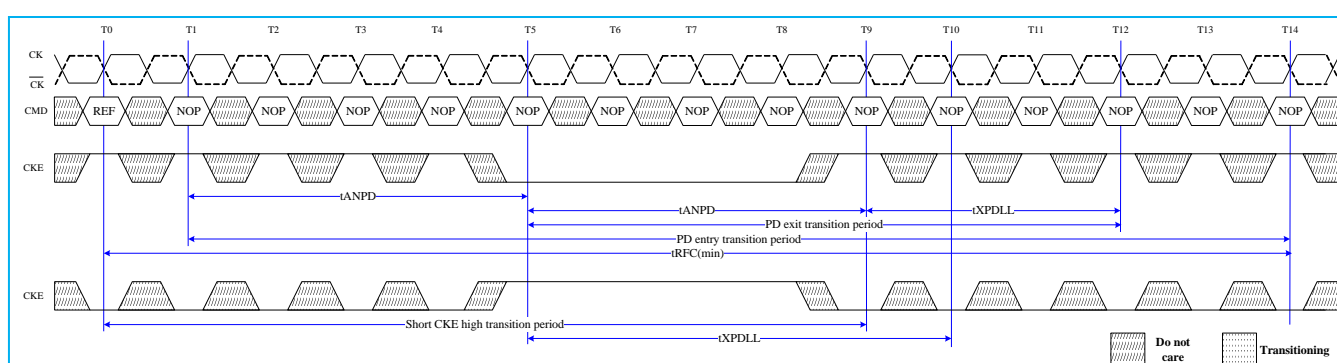 T0 T1 T2 T3 T4 T5 T6 T7 T8 T9 T10 T11 T12 T13 T14
CK
CK
CMD REF NOP NOP NOP NOP NOP NOP NOP NOP NOP NOP NOP NOP NOP NOP
CKE
tANPD
tANPD tXPDLL
PD exit transition period
PD entry transition period
tRFC(min)
CKE
Short CKE high transition period
tXPDLL
Do not
care
Transitioning